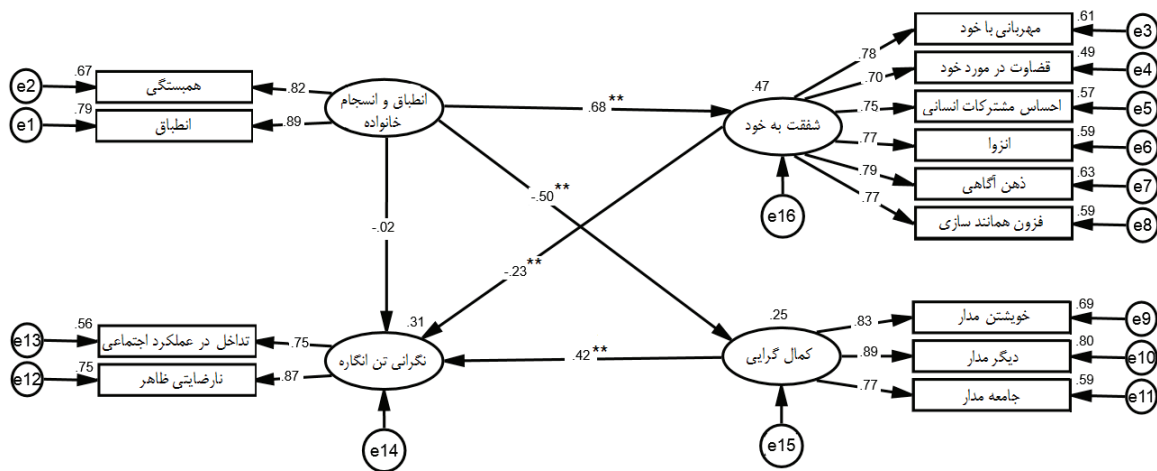 .67
e2
همبستگی
.82
.79
e1
انطباق
.89
انطباق و انسجام
خانواده
.68**
-.50**
-.02
-.23**
.47
شفقت به خود
e16
.78
مهربانی با خود
.61
e3
.70
قضاوت در مورد خود
.49
e4
.75
احساس مشترکات انسانی
.57
e5
.77
انزوا
.59
e6
.79
ذهن آگاهی
.63
e7
.77
فزون همانند سازی
.59
e8
.56
e13
تداخل در عملکرد اجتماعی
.75
.75
e12
نارضایتی ظاهر
.87
.31
نگرانی تن انگاره
e14
.42**
.25
کمال گرایی
e15
.83
خویشتن مدار
.69
e9
.89
دیگر مدار
.80
e10
.77
جامعه مدار
.59
e11